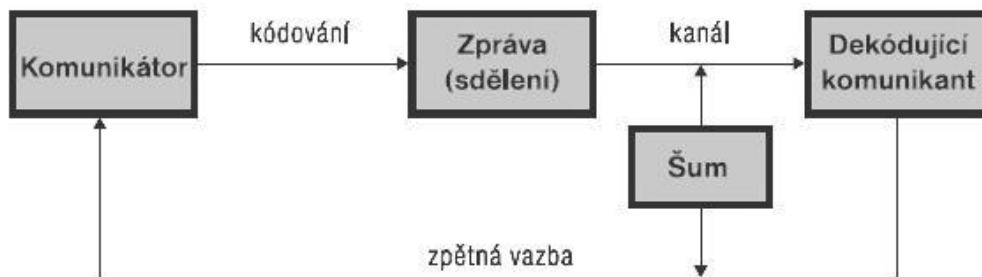 Komunikátor
kódování
Zpráva
(sdělení)
kanál
Dekódující
komunikant
Šum
zpětná vazba